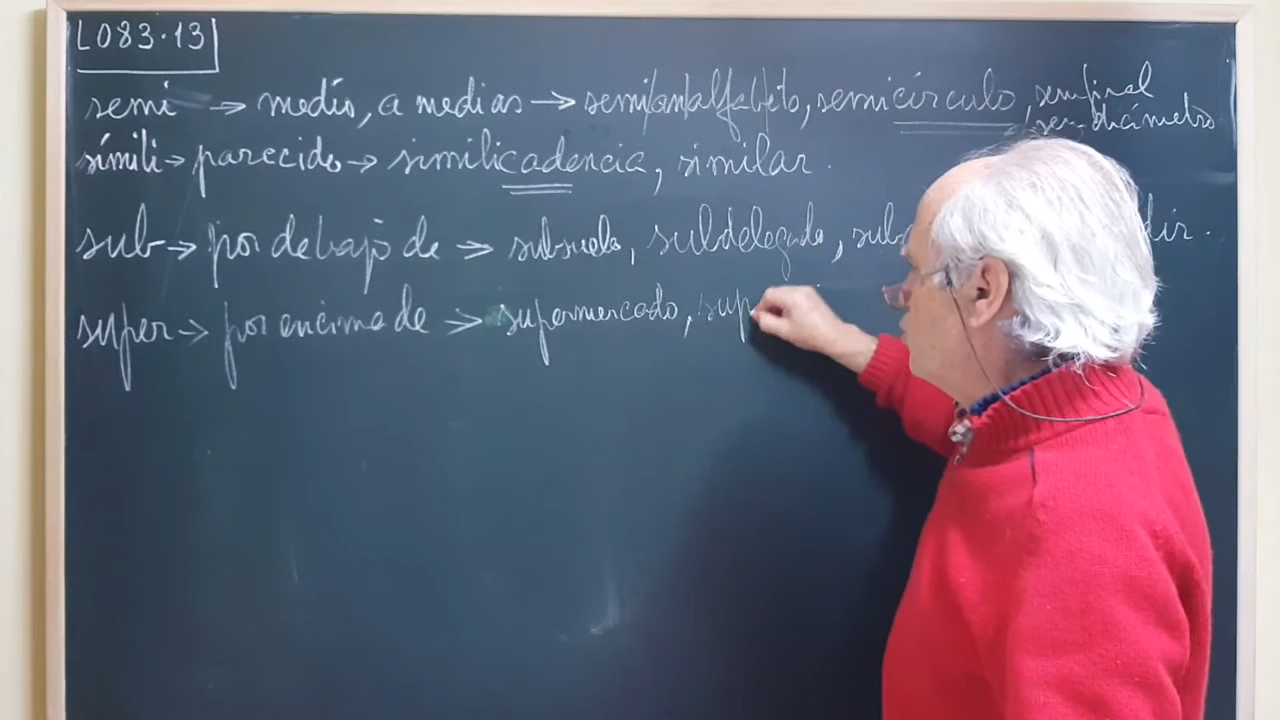 L083.13
semi → medio, a medias → semianalfabeto, semicírculo, semifinal
semidiámetro
símili → parecido → similicadencia, similar.
sub → por debajo de → subsuelo, subdelegado,
super → por encima de → supermercado, sup